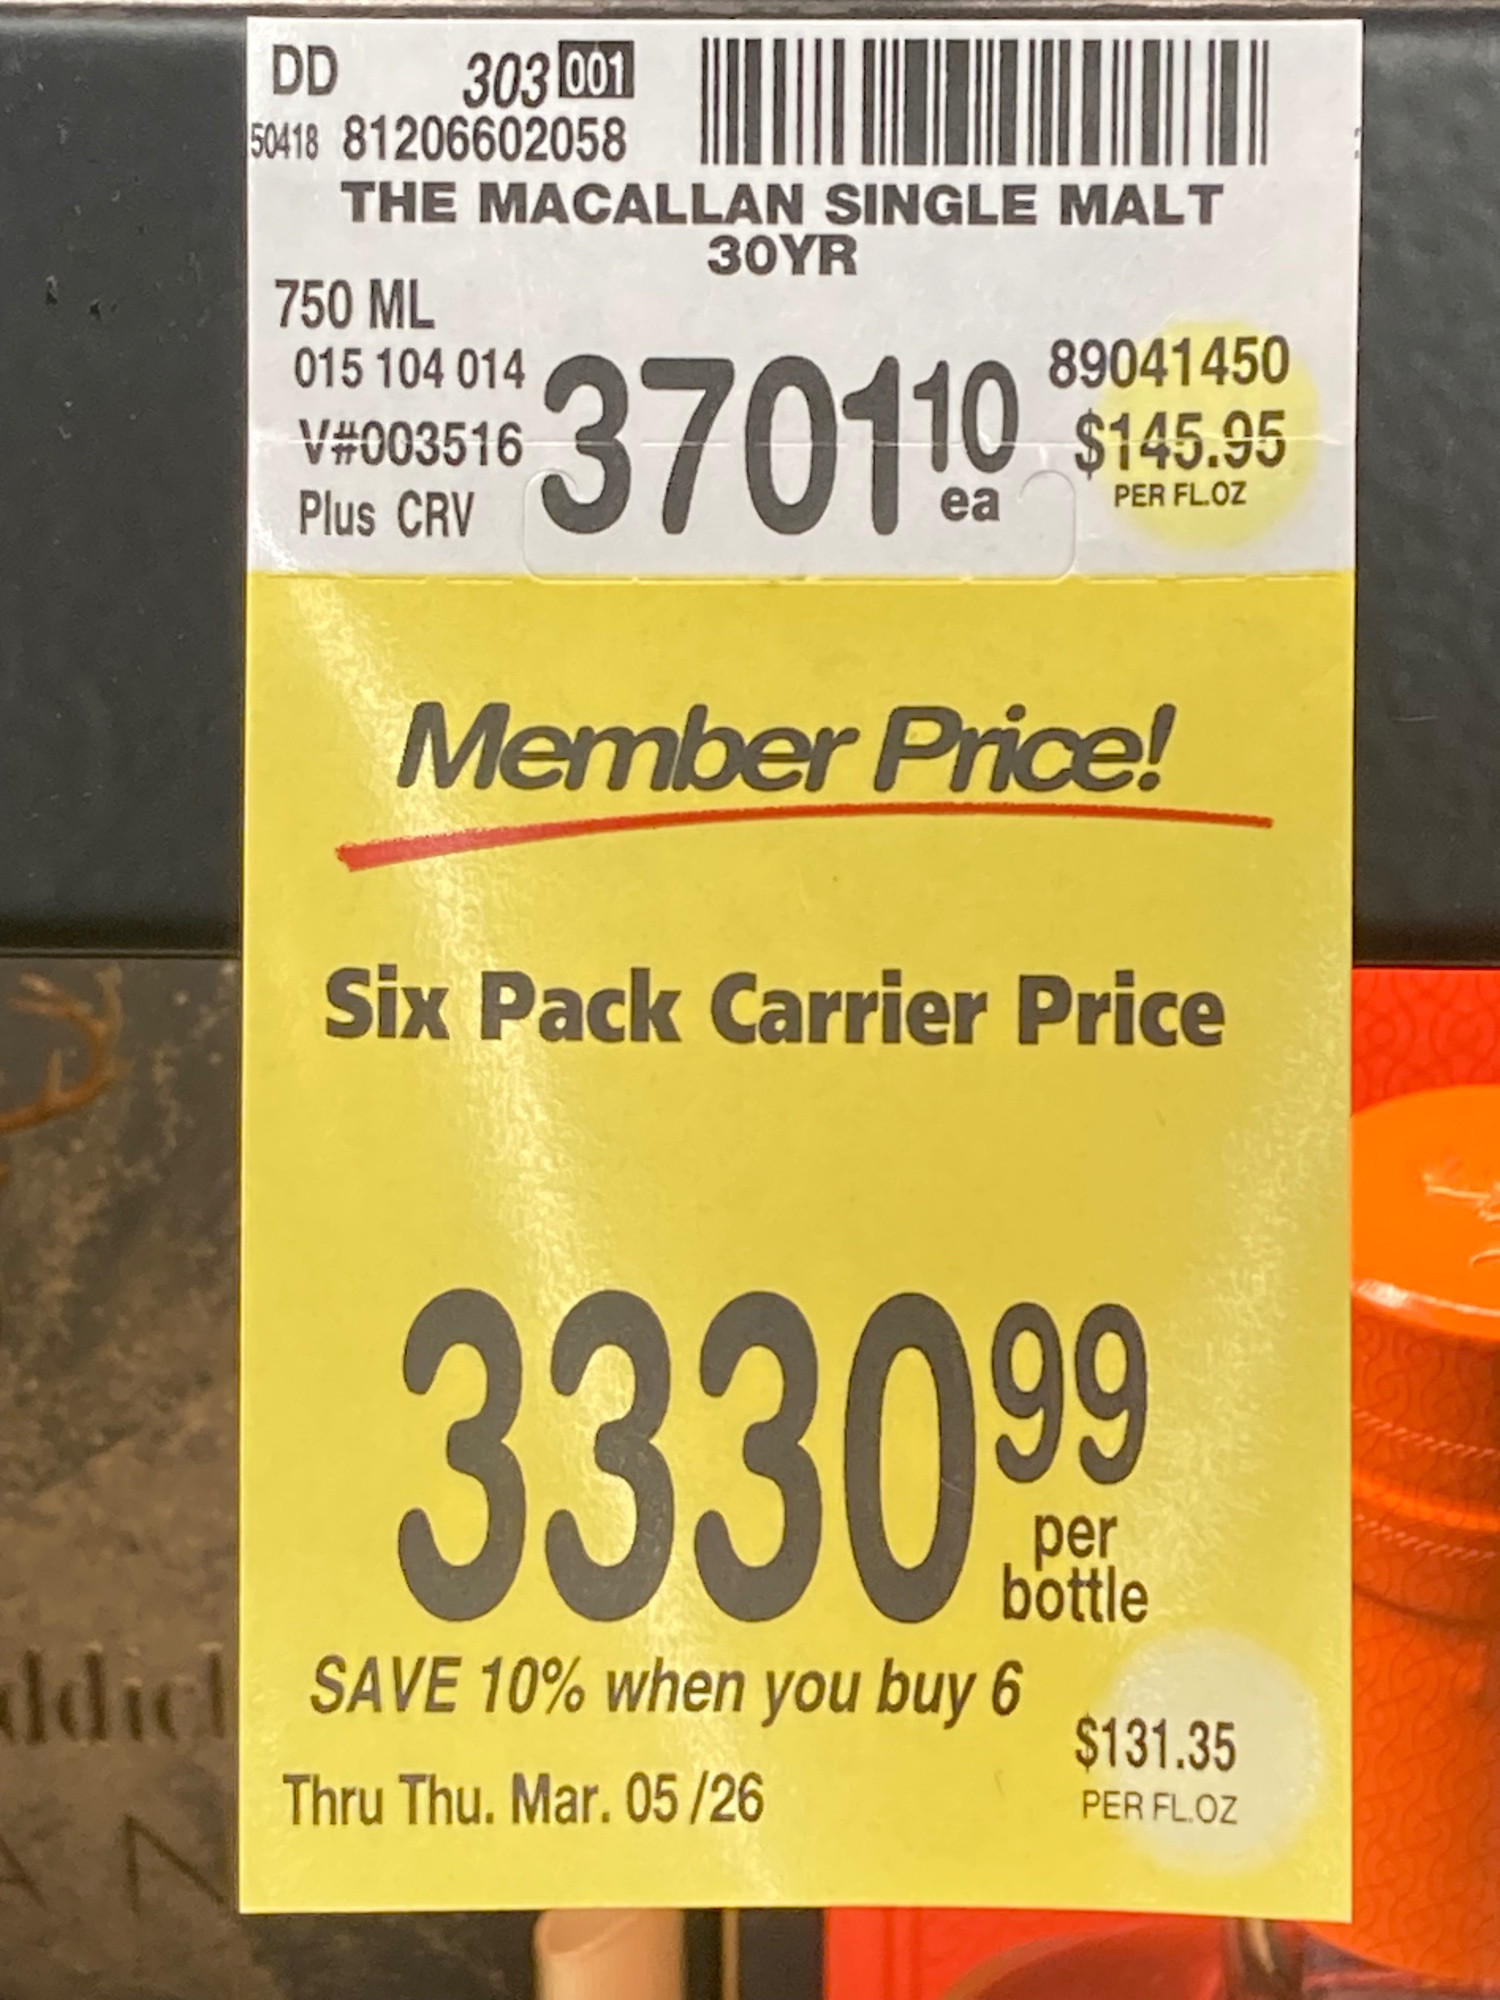 DD 303 001
50418 81206602058
THE MACALLAN SINGLE MALT
30YR
750 ML
015 104 014
V#003516
Plus CRV
3701 10
ea
89041450
$145.95
PER FL.OZ
Member Price!
Six Pack Carrier Price
3330 99
per
bottle
SAVE 10% when you buy 6
$131.35
PER FL.OZ
Thru Thu. Mar. 05 /26